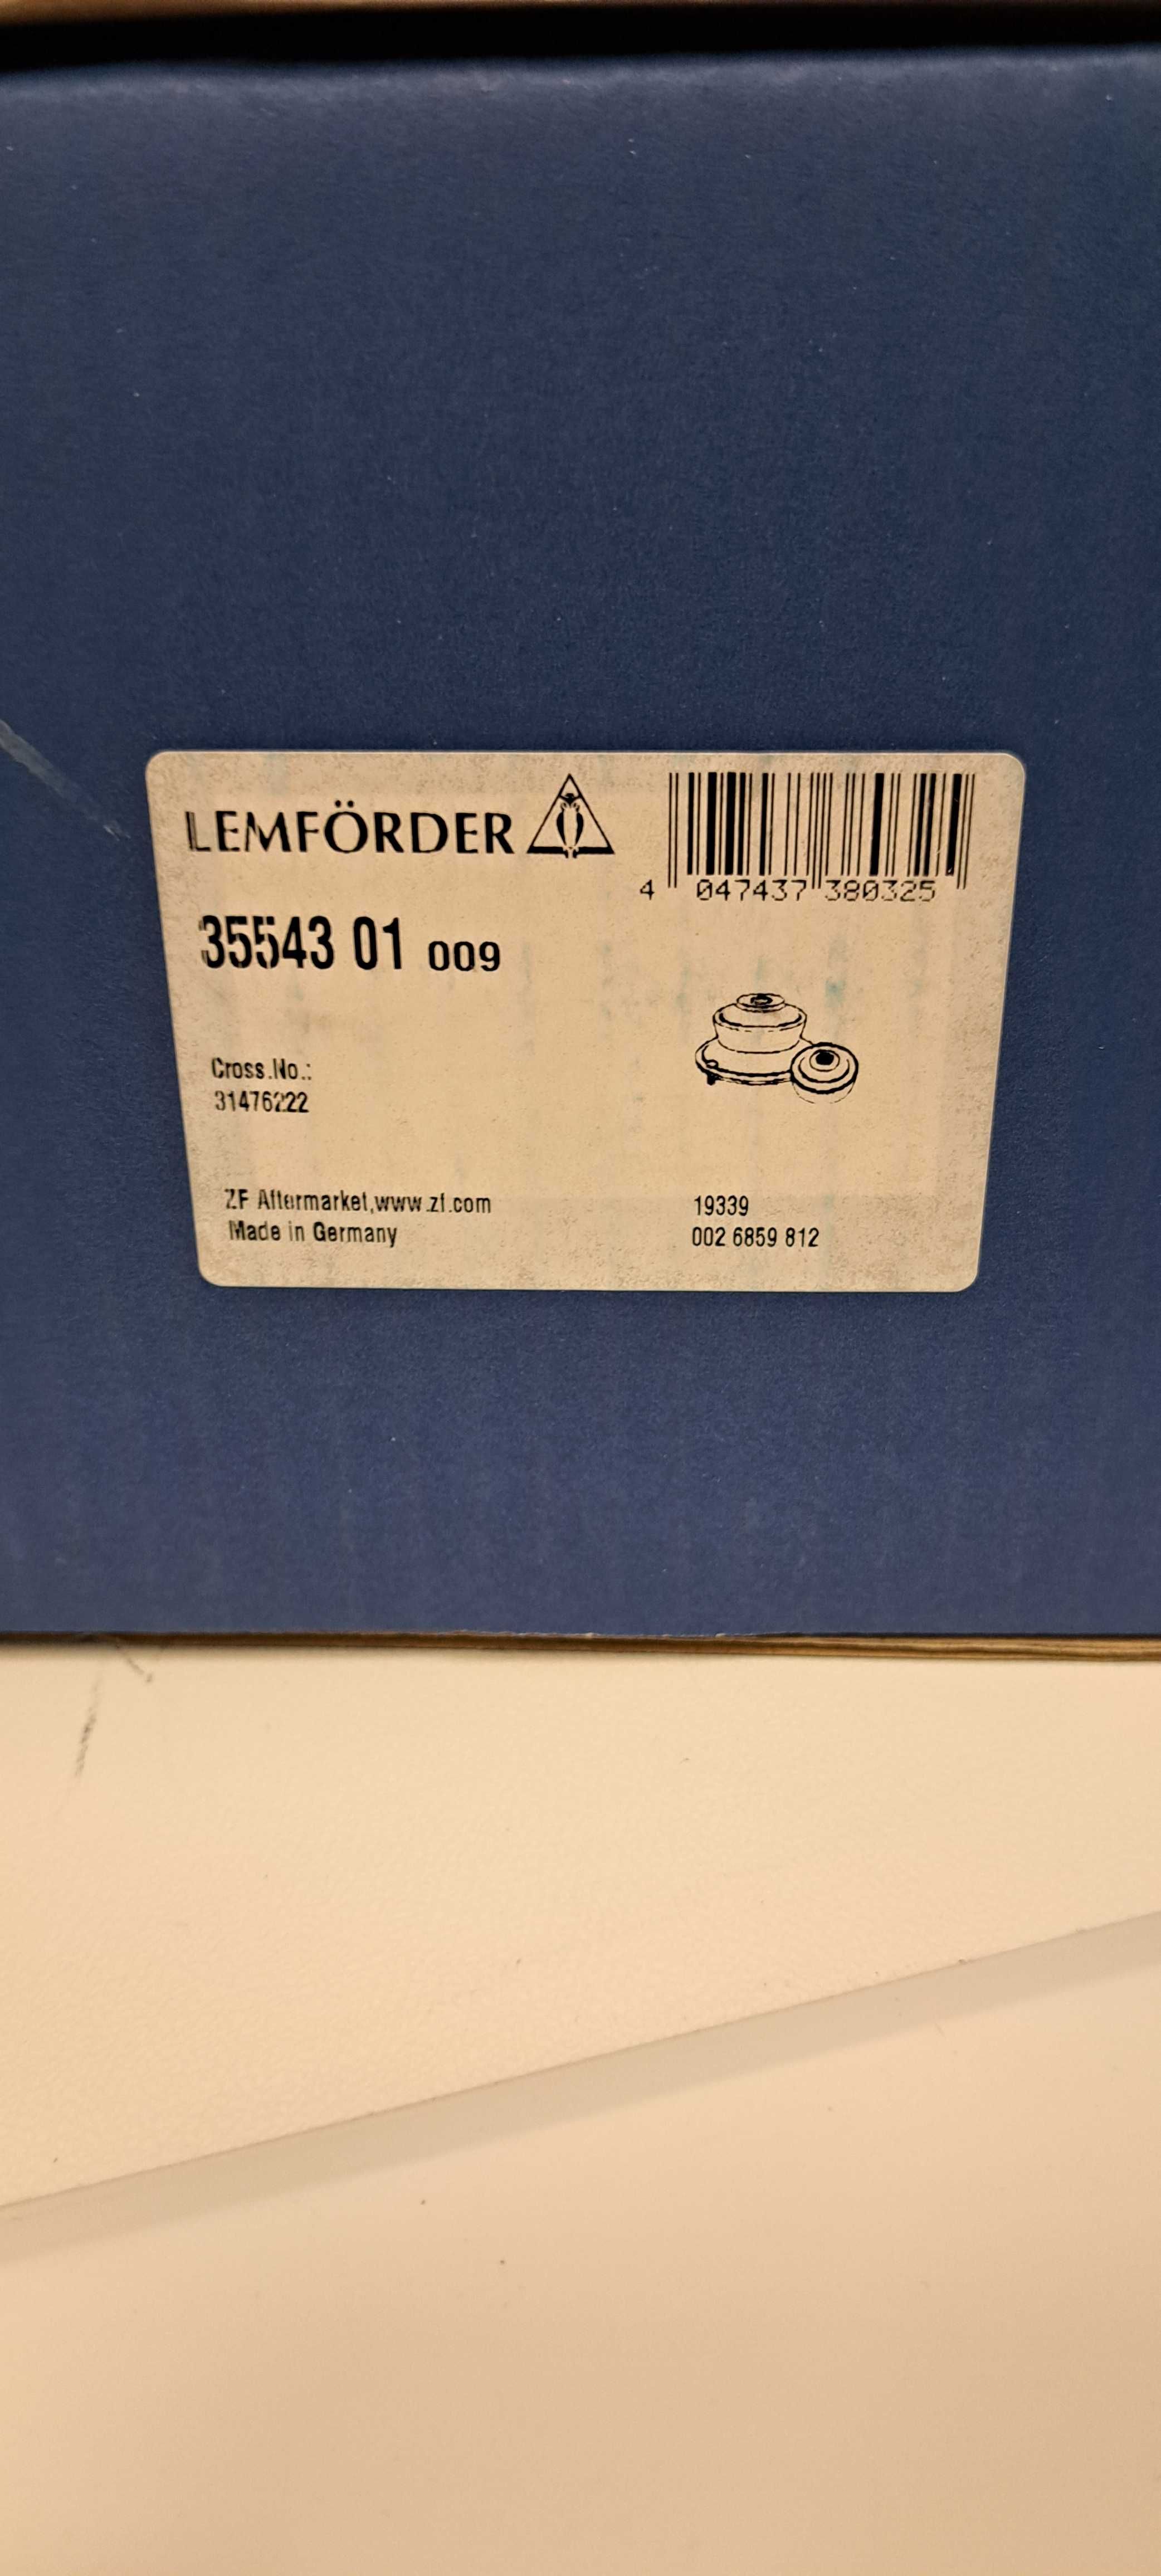 LEMFÖRDER
4 047437 380325
35543 01 009
Cross.No.:
31476222
ZF Aftermarket,www.zf.com
Made in Germany
19339
002 6859 812